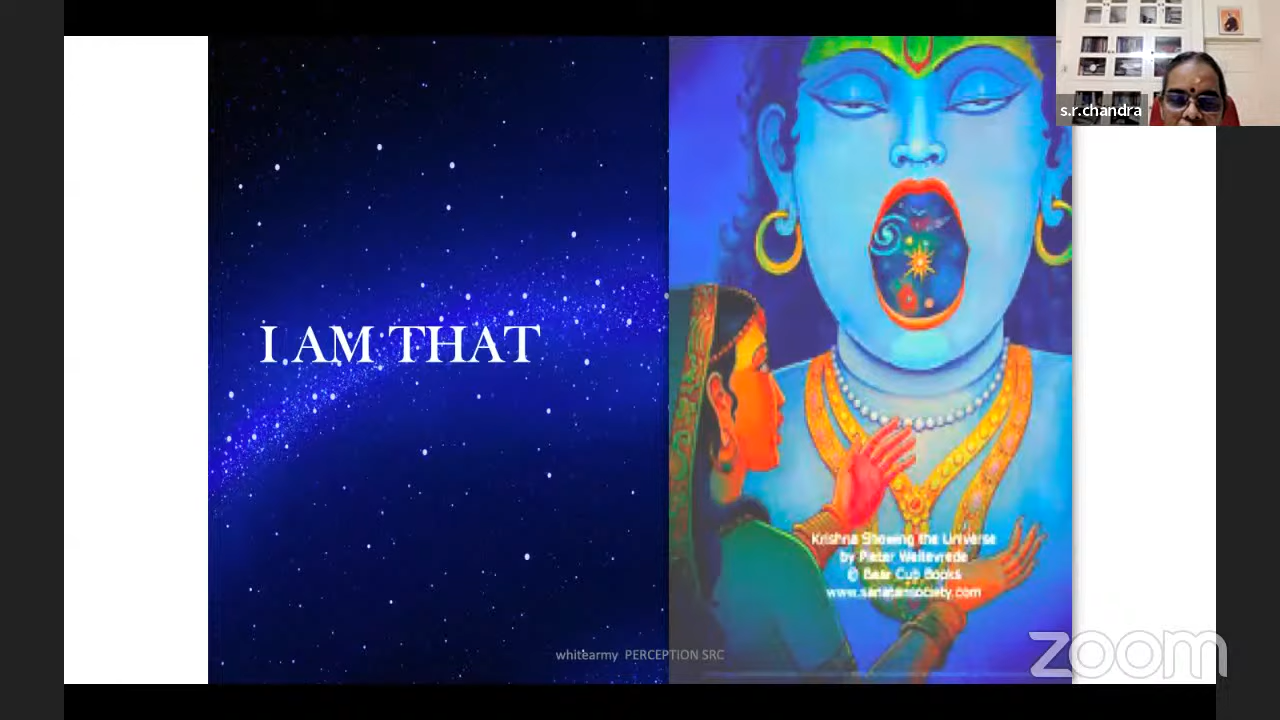 s.r.chandra
I AM THAT
Krishna Showing the Universe
by Pieter Weltevrede
© Bear Cub Books
www.sanatansociety.com
whitearmy PERCEPTION SRC
zoom